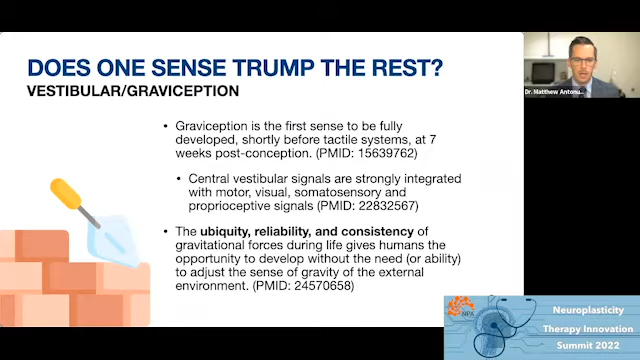 DOES ONE SENSE TRUMP THE REST?
VESTIBULAR/GRAVICEPTION
• Graviception is the first sense to be fully
developed, shortly before tactile systems, at 7
weeks post-conception. (PMID: 15639762)
• Central vestibular signals are strongly integrated
with motor, visual, somatosensory and
proprioceptive signals (PMID: 22832567)
• The ubiquity, reliability, and consistency of
gravitational forces during life gives humans the
opportunity to develop without the need (or ability)
to adjust the sense of gravity of the external
environment. (PMID: 24570658)
Dr. Matthew Antonu...
NPA
Neuroplasticity
Therapy Innovation
Summit 2022